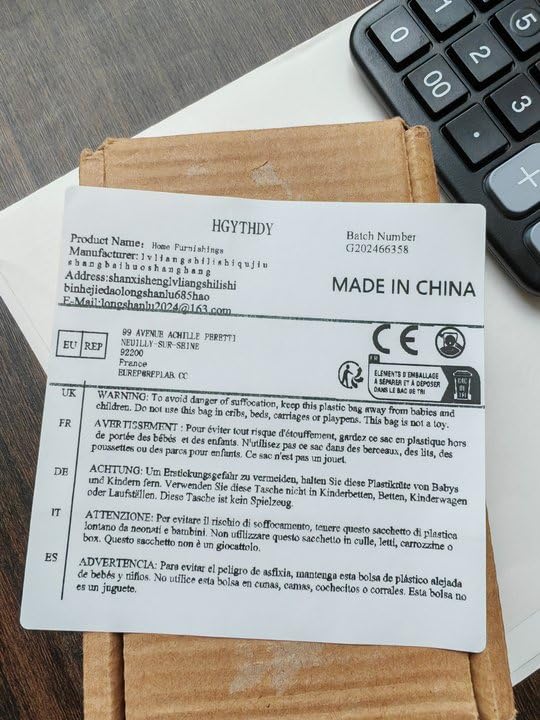 HGYTHDY
Product Name: Home Furnishings
Manufacturer: lvliangshilishiqujiu
shangbaihuoshanghang
Address:shanxishenglvliangshilishi
binhejiedaolongshanlu685hao
E-Mail:longshanlu2024@163.com
Batch Number
G202466358
MADE IN CHINA
EU REP
99 AVENUE ACHILLE PERETTI
NEUILLY-SUR-SEINE
92200
France
EUREP@REPLAB.CC
CE
FR
ÉLÉMENTS D'EMBALLAGE
À SÉPARER ET À DÉPOSER
DANS LE BAC DE TRI
BAC
DE TRI
UK
WARNING: To avoid danger of suffocation, keep this plastic bag away from babies and
children. Do not use this bag in cribs, beds, carriages or playpens. This bag is not a toy.
FR
AVERTISSEMENT : Pour éviter tout risque d'étouffement, gardez ce sac en plastique hors
de portée des bébés et des enfants. N'utilisez pas ce sac dans des berceaux, des lits, des
poussettes ou des parcs pour enfants. Ce sac n'est pas un jouet.
DE
ACHTUNG: Um Erstickungsgefahr zu vermeiden, halten Sie diese Plastiktüte von Babys
und Kindern fern. Verwenden Sie diese Tasche nicht in Kinderbetten, Betten, Kinderwagen
oder Laufställen. Diese Tasche ist kein Spielzeug.
IT
ATTENZIONE: Per evitare il rischio di soffocamento, tenere questo sacchetto di plastica
lontano da neonati e bambini. Non utilizzare questo sacchetto in culle, letti, carrozzine o
box. Questo sacchetto non è un giocattolo.
ES
ADVERTENCIA: Para evitar el peligro de asfixia, mantenga esta bolsa de plástico alejada
de bebés y niños. No utilice esta bolsa en cunas, camas, cochecitos o corrales. Esta bolsa no
es un juguete.
0
1
5
00
2
.
3
+